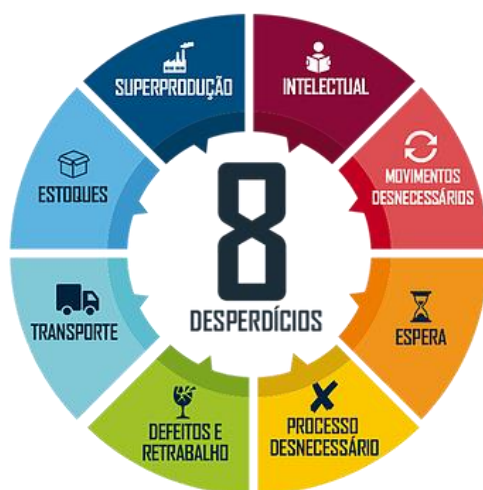 SUPERPRODUÇÃO
INTELECTUAL
MOVIMENTOS
DESNECESSÁRIOS
ESPERA
PROCESSO
DESNECESSÁRIO
DEFEITOS E
RETRABALHO
TRANSPORTE
ESTOQUES
8
DESPERDÍCIOS